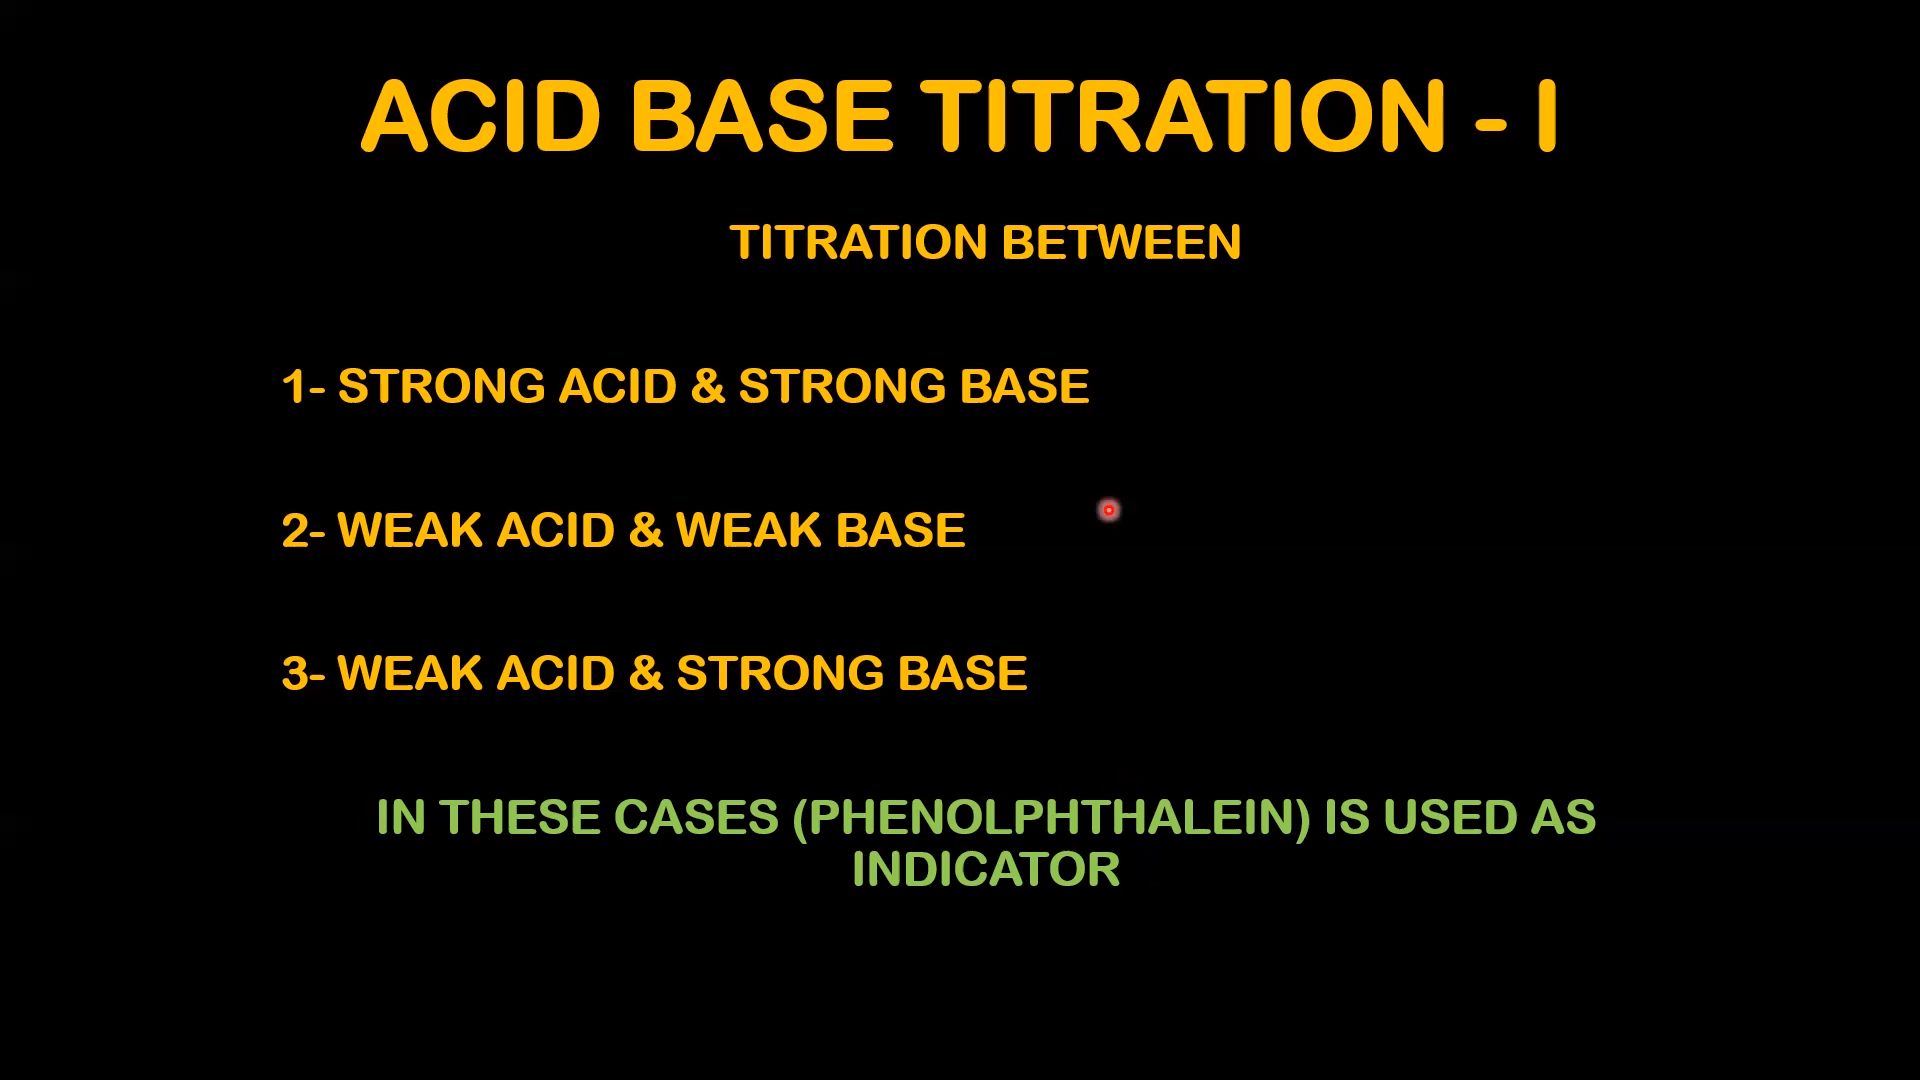 ACID BASE TITRATION - I
TITRATION BETWEEN
1- STRONG ACID & STRONG BASE
2- WEAK ACID & WEAK BASE
3- WEAK ACID & STRONG BASE
IN THESE CASES (PHENOLPHTHALEIN) IS USED AS
INDICATOR